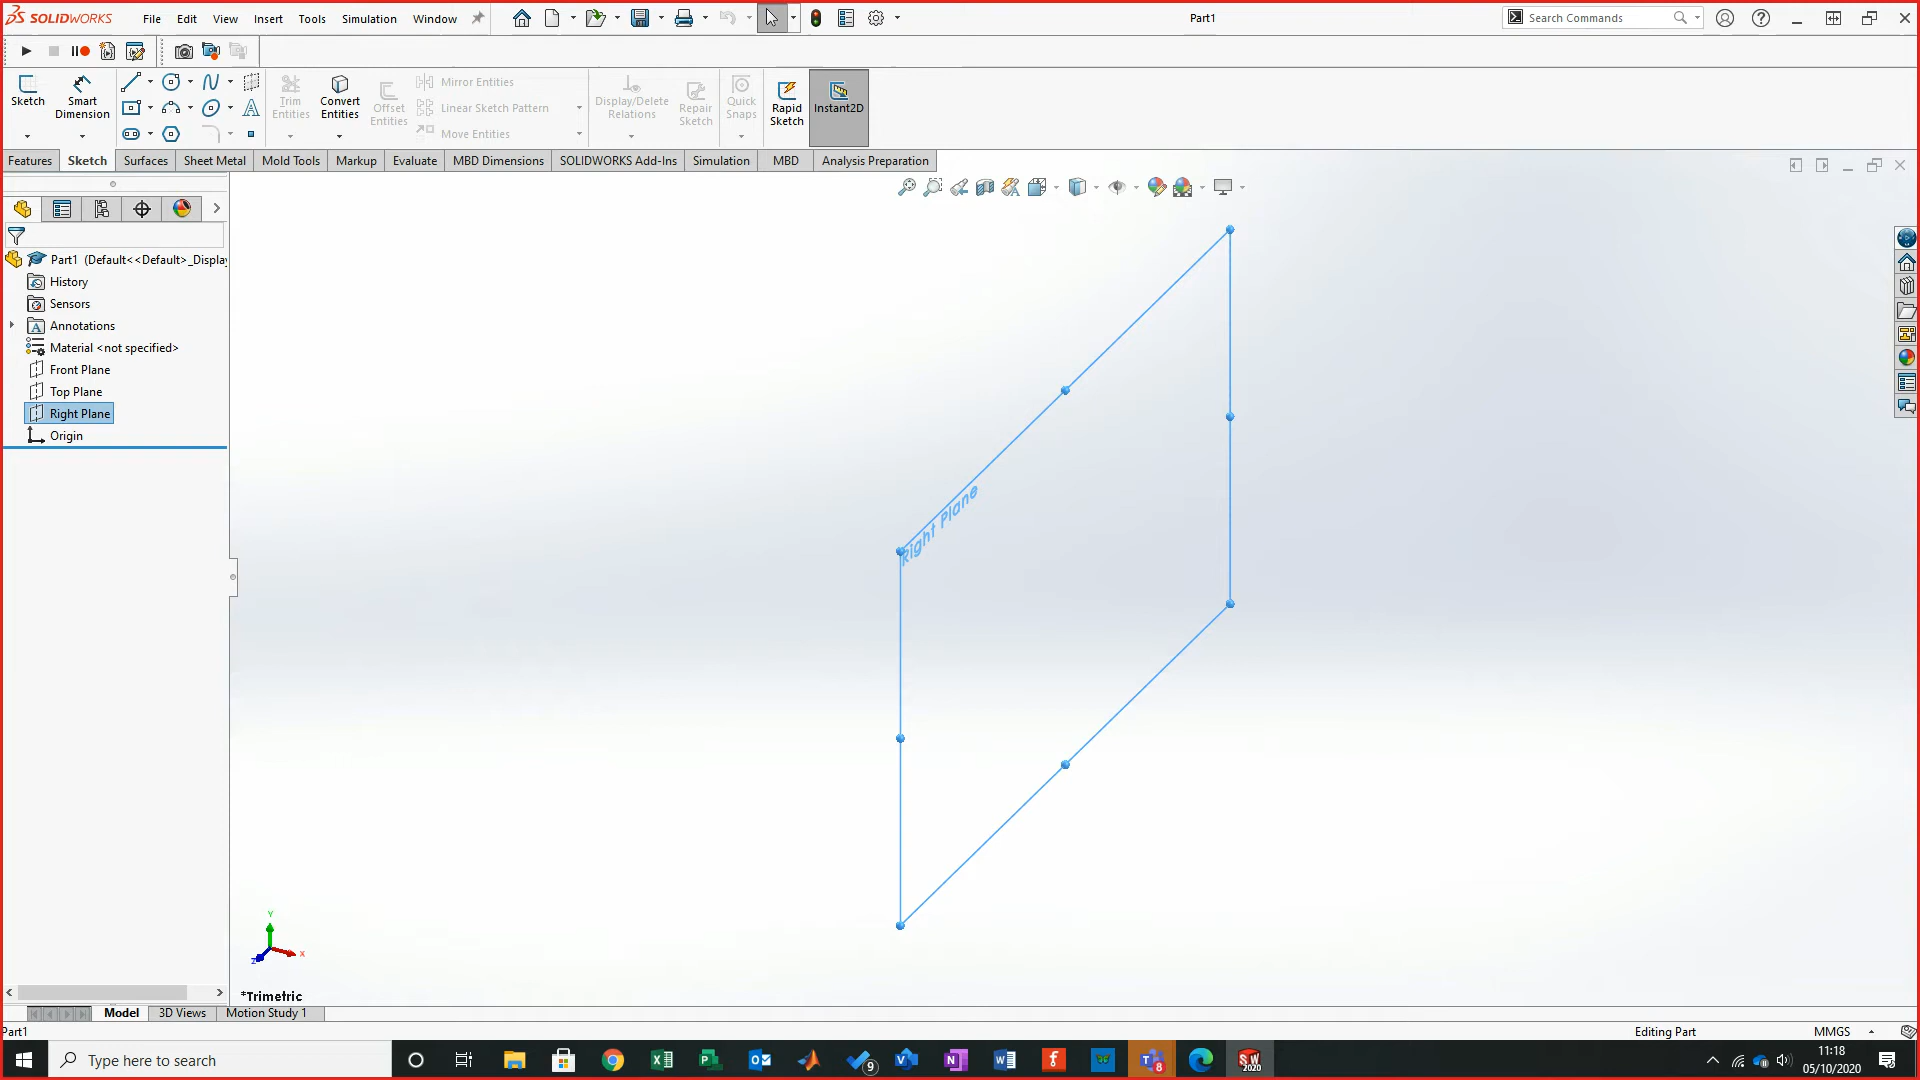 SOLIDWORKS File Edit View Insert Tools Simulation Window Part1 Search Commands
Sketch Smart Dimension Trim Entities Convert Entities Offset Entities Mirror Entities Linear Sketch Pattern Move Entities Display/Delete Relations Repair Sketch Quick Snaps Rapid Sketch Instant2D
Features Sketch Surfaces Sheet Metal Mold Tools Markup Evaluate MBD Dimensions SOLIDWORKS Add-Ins Simulation MBD Analysis Preparation
Part1 (Default<<Default>_Display
History
Sensors
Annotations
Material <not specified>
Front Plane
Top Plane
Right Plane
Origin
Right Plane
Y
X
Z
*Trimetric
Model 3D Views Motion Study 1
Part1 Editing Part MMGS
Type here to search 9 8 SW 2020 11:18
05/10/2020